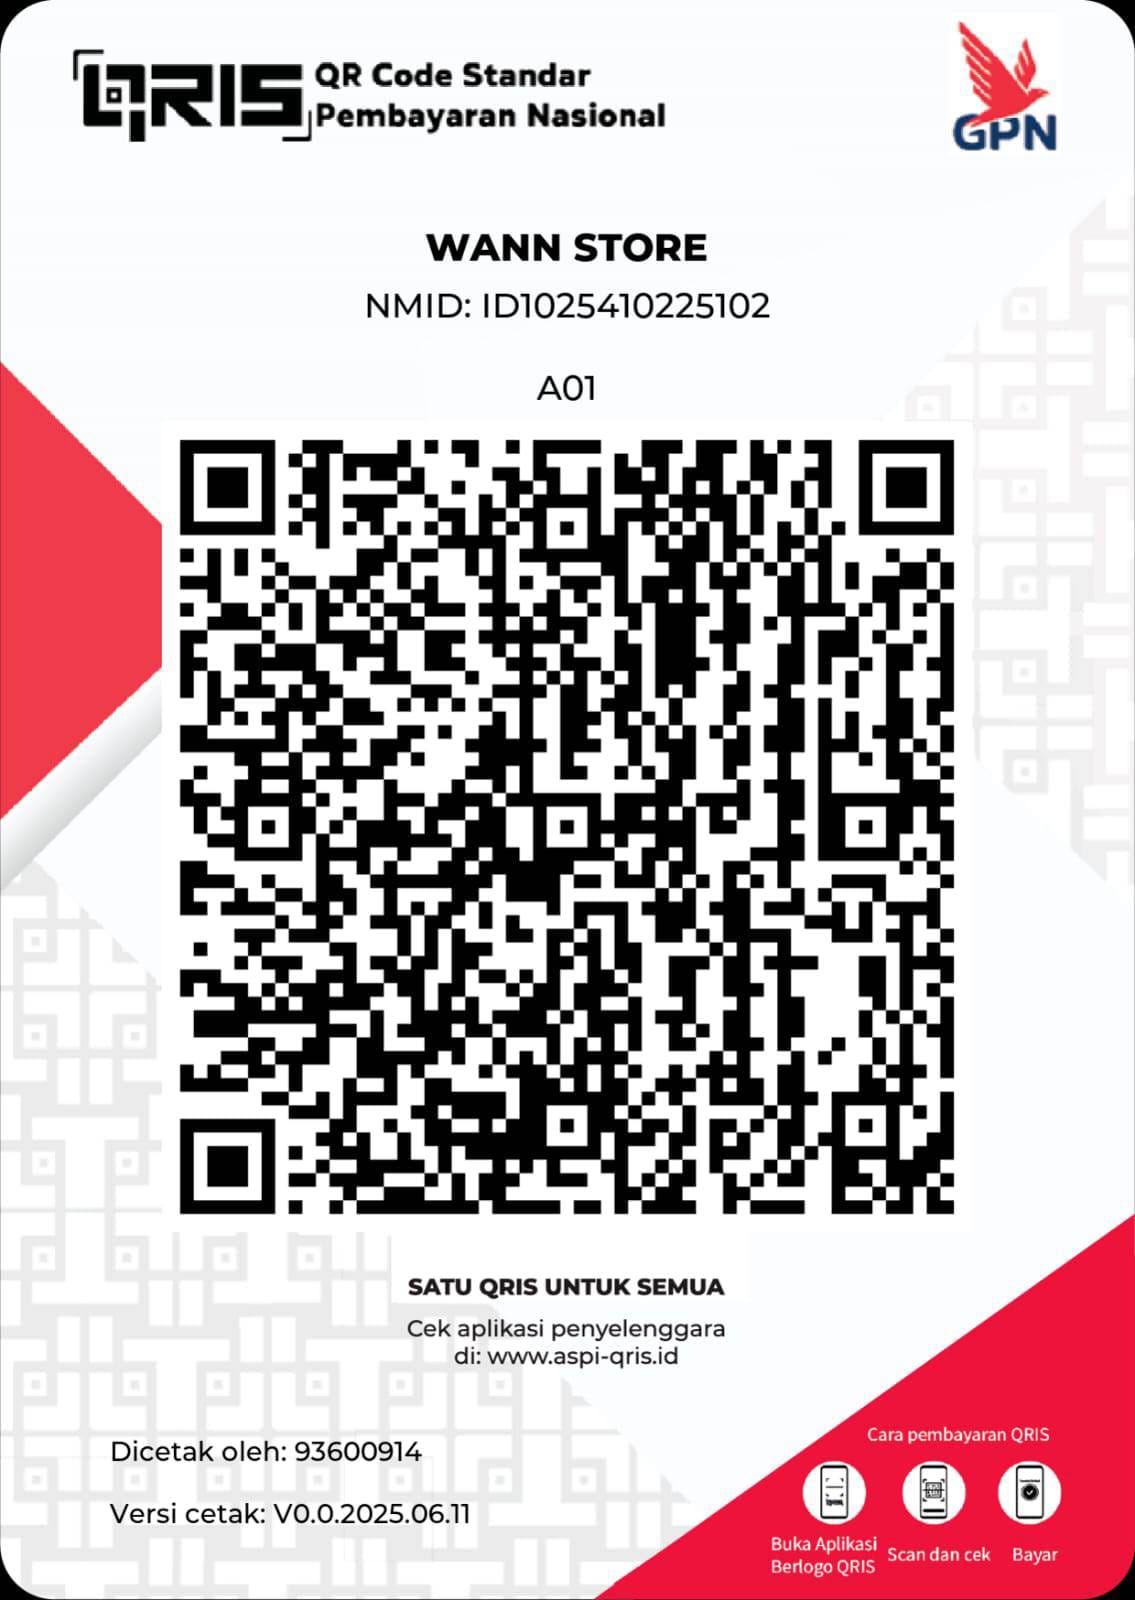 QRIS QR Code Standar
Pembayaran Nasional
GPN
WANN STORE
NMID: ID1025410225102
A01
SATU QRIS UNTUK SEMUA
Cek aplikasi penyelenggara
di: www.aspi-qris.id
Dicetak oleh: 93600914
Versi cetak: V0.0.2025.06.11
Cara pembayaran QRIS
Buka Aplikasi
Berlogo QRIS
Scan dan cek
Bayar